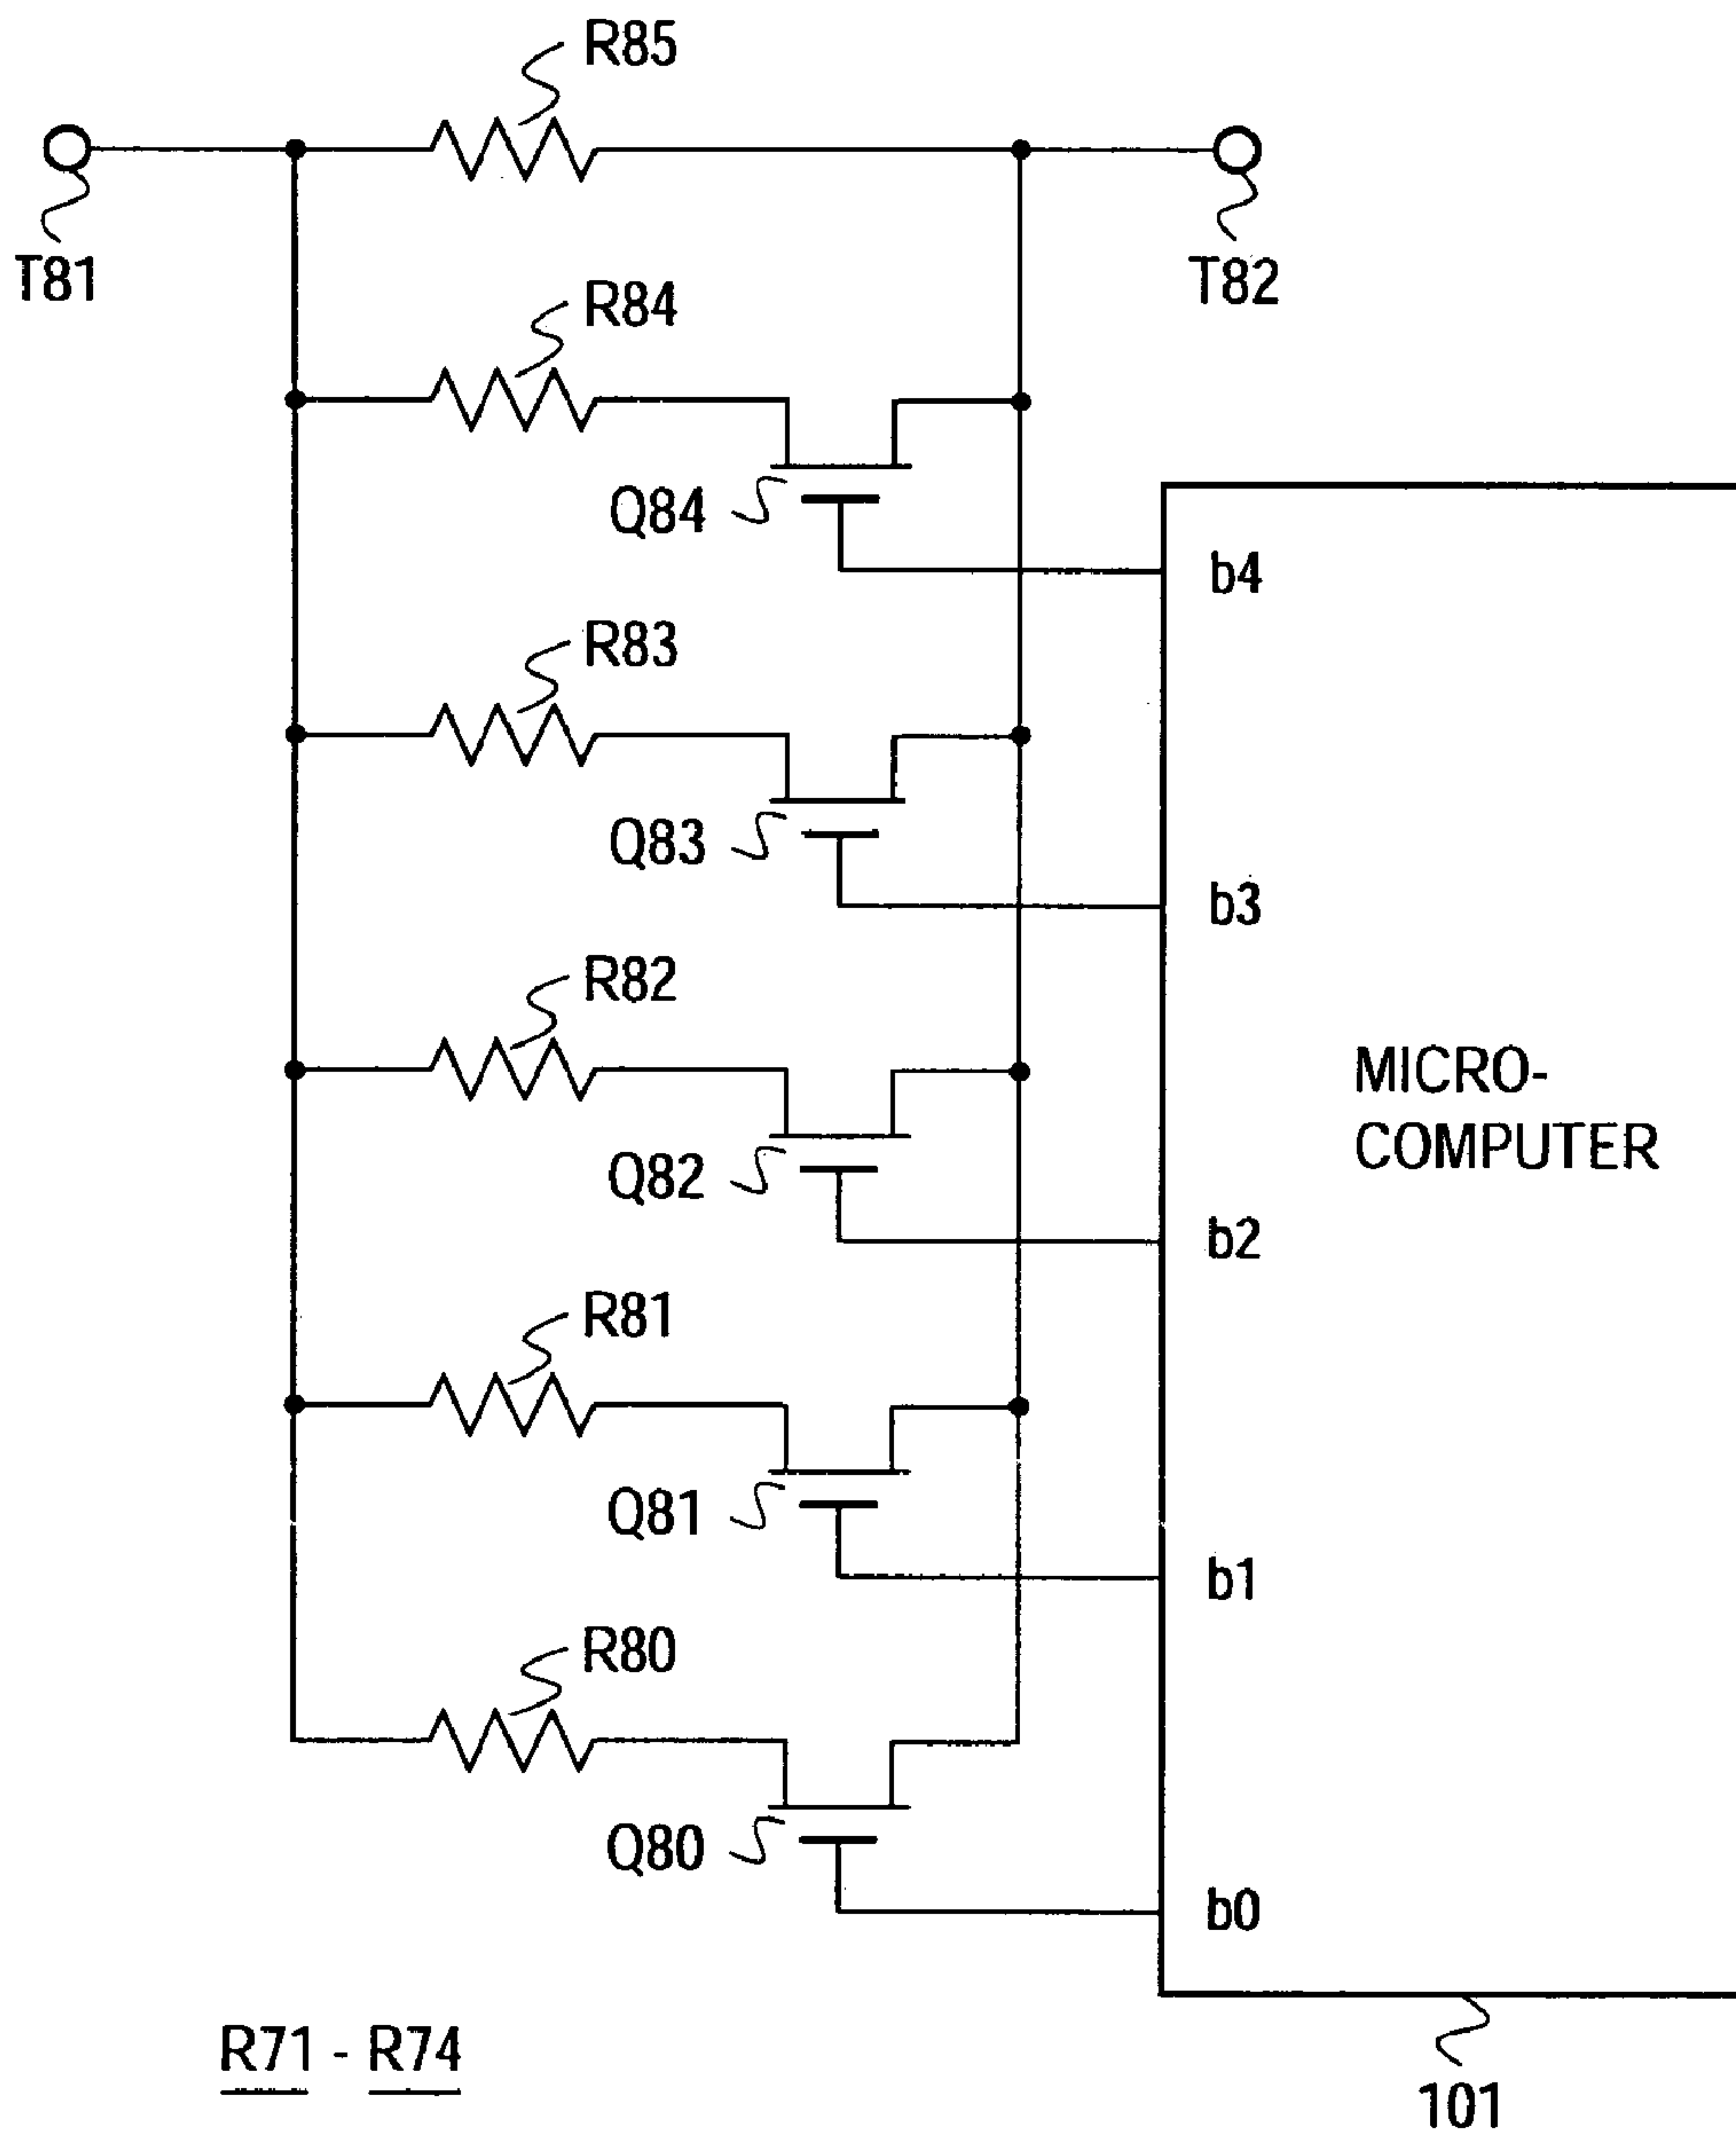 R85
T81
T82
R84
Q84
b4
R83
Q83
b3
R82
MICRO-
COMPUTER
Q82
b2
R81
Q81
b1
R80
Q80
b0
R71 - R74
101